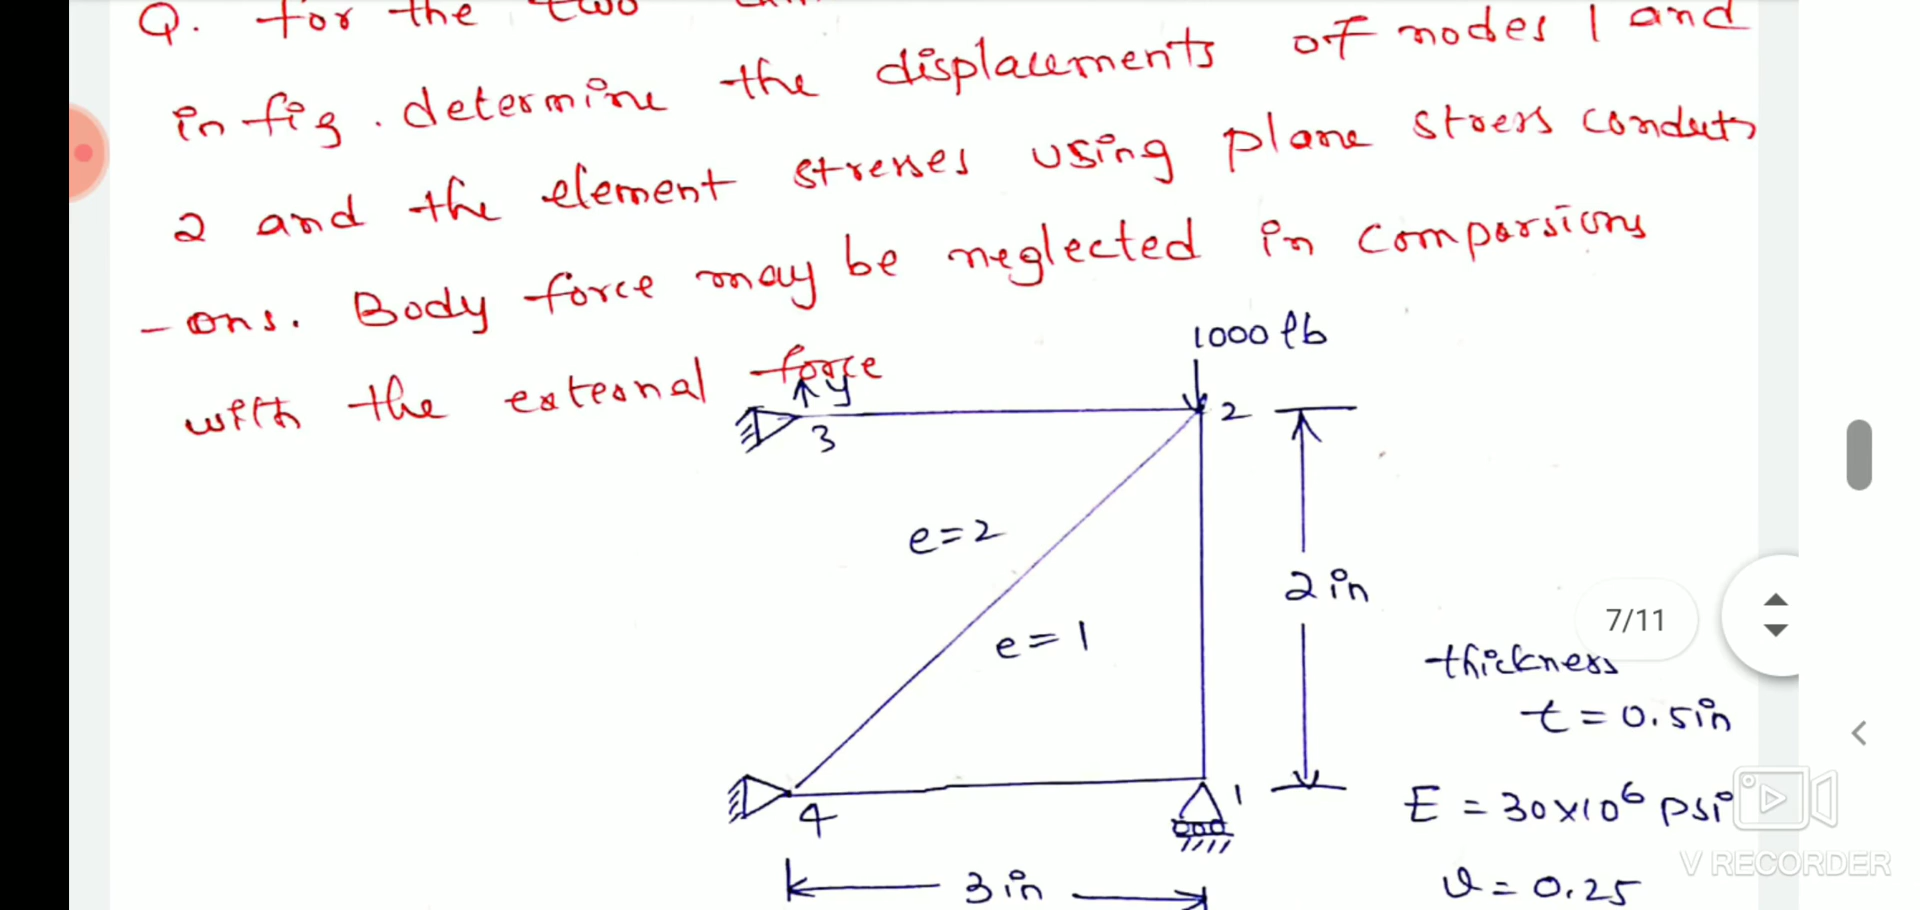 Q. for the two
in fig. determine the displacements of nodes 1 and
2 and the element stresses using plane stress conditi
-ons. Body force may be neglected in comparsions
with the external force
1000 lb
y
3
2
e=2
2 in
e=1
7/11
thickness
t = 0.5in
4
1
E = 30x10⁶ psi
V RECORDER
3 in
υ = 0.25